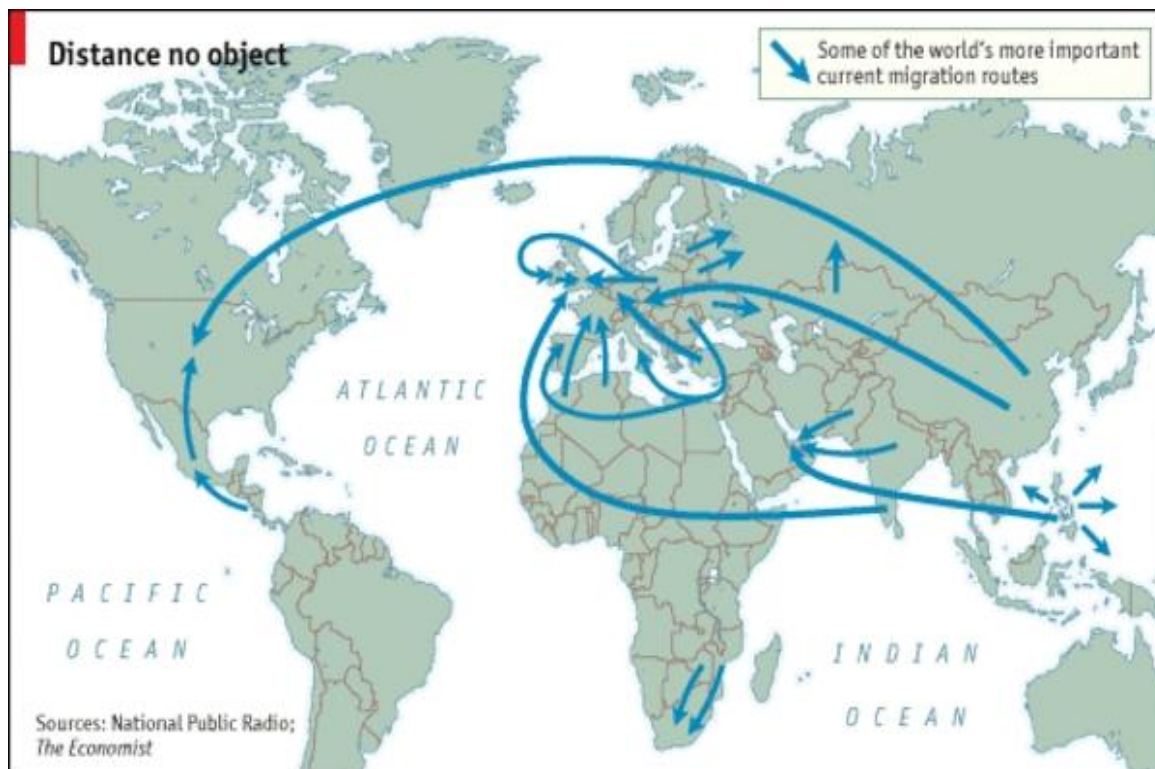 Distance no object
Some of the world's more important
current migration routes
ATLANTIC
OCEAN
PACIFIC
OCEAN
INDIAN
OCEAN
Sources: National Public Radio;
The Economist